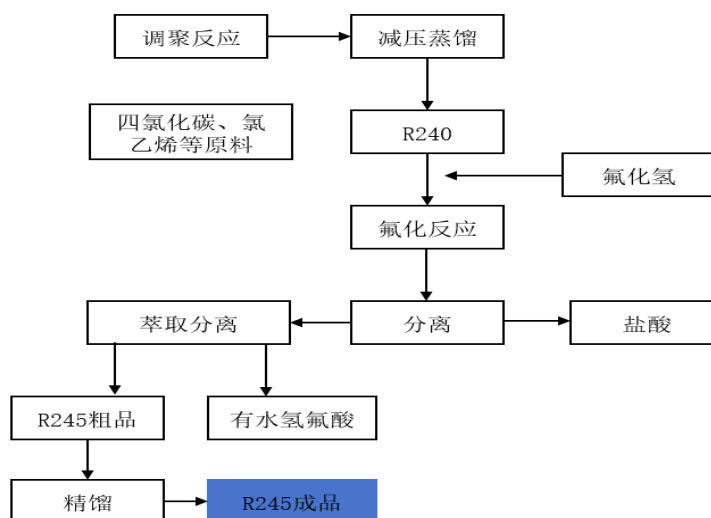 调聚反应
减压蒸馏
四氯化碳、氯
乙烯等原料
R240
氟化氢
氟化反应
萃取分离
分离
盐酸
R245粗品
有水氢氟酸
精馏
R245成品